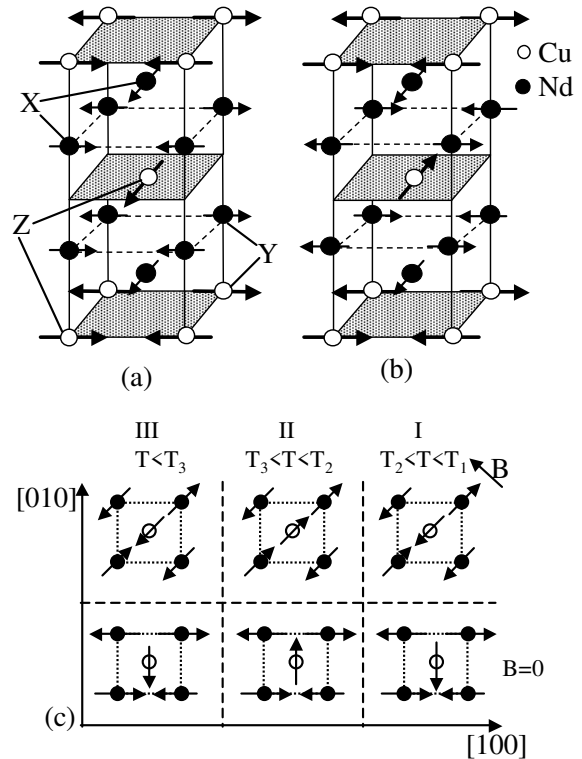 Cu
Nd
X
Z
Y
(a)
(b)
III
II
I
T<T3
T3<T<T2
T2<T<T1
B
[010]
B=0
(c)
[100]